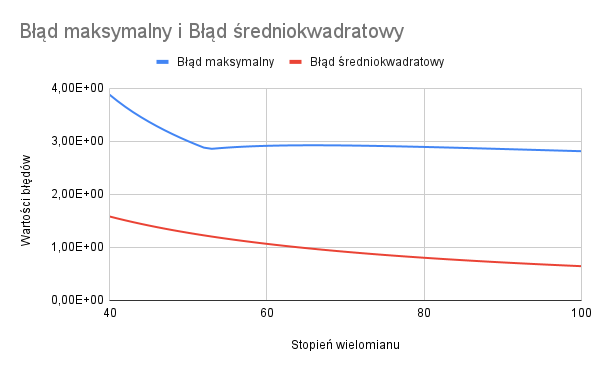 Błąd maksymalny i Błąd średniokwadratowy
Błąd maksymalny
Błąd średniokwadratowy
4,00E+00
3,00E+00
2,00E+00
1,00E+00
0,00E+00
Wartości błędów
40
60
80
100
Stopień wielomianu